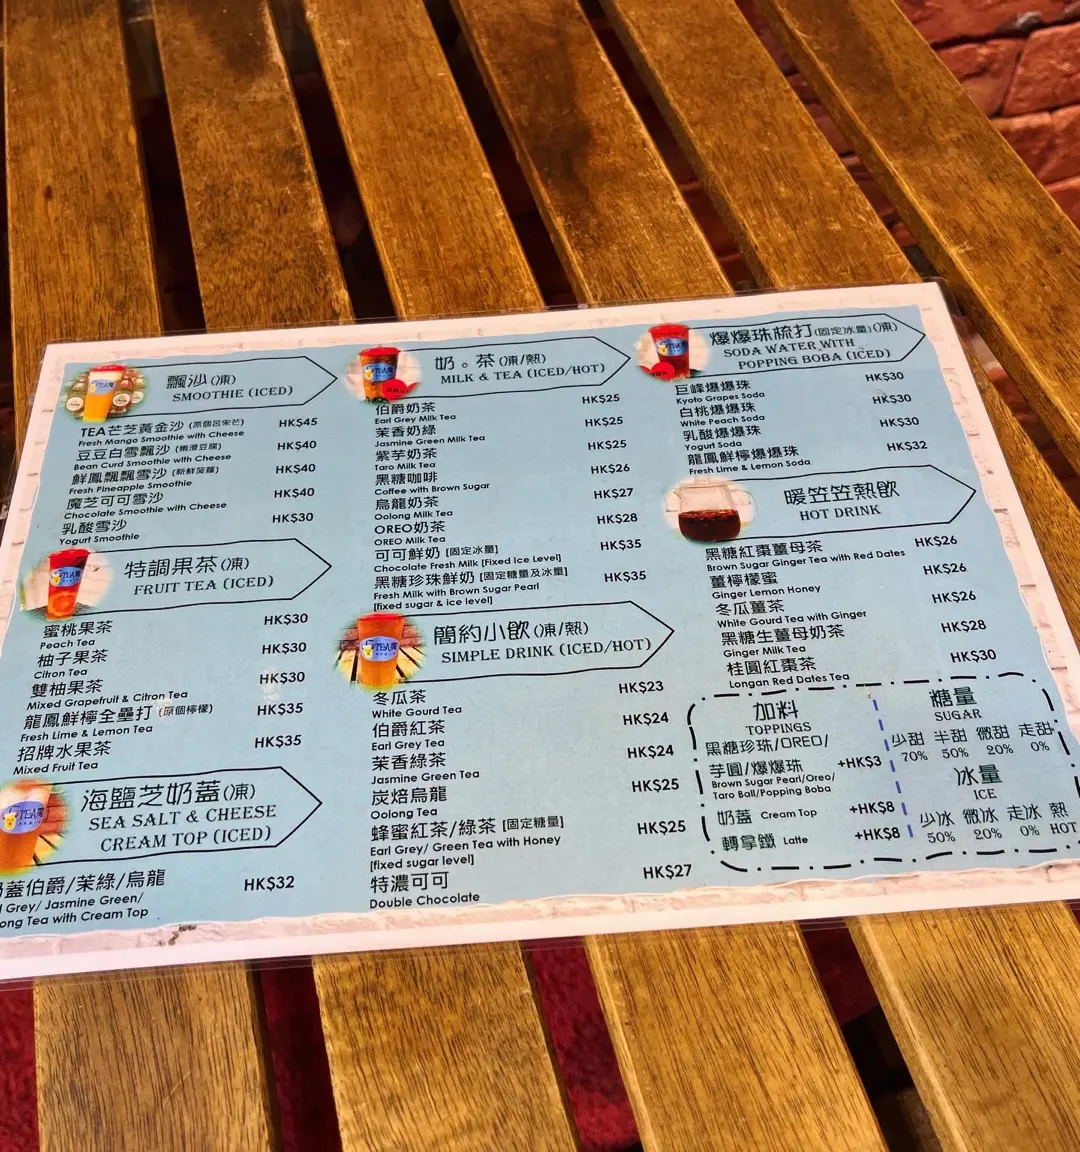 飄沙(凍)
SMOOTHIE (ICED)
TEA芒芝黃金沙 (原個呂宋芒) HK$45
Fresh Mango Smoothie with Cheese
豆豆白雪飄沙 (嫩滑豆腐) HK$40
Bean Curd Smoothie with Cheese
鮮鳳飄飄雪沙 (新鮮菠蘿) HK$40
Fresh Pineapple Smoothie
魔芝可可雪沙 HK$40
Chocolate Smoothie with Cheese
乳酸雪沙 HK$30
Yogurt Smoothie
特調果茶(凍)
FRUIT TEA (ICED)
蜜桃果茶 HK$30
Peach Tea
柚子果茶 HK$30
Citron Tea
雙柚果茶 HK$30
Mixed Grapefruit & Citron Tea
龍鳳鮮檸全壘打 (原個檸檬) HK$35
Fresh Lime & Lemon Tea
招牌水果茶 HK$35
Mixed Fruit Tea
海鹽芝奶蓋(凍)
SEA SALT & CHEESE
CREAM TOP (ICED)
蓋伯爵/茉綠/烏龍 HK$32
Grey/ Jasmine Green/
Tea with Cream Top
奶。茶(凍/熱)
MILK & TEA (ICED/HOT)
伯爵奶茶 HK$25
Earl Grey Milk Tea
茉香奶綠 HK$25
Jasmine Green Milk Tea
紫芋奶茶 HK$25
Taro Milk Tea
黑糖咖啡 HK$26
Coffee with Brown Sugar
烏龍奶茶 HK$27
Oolong Milk Tea
OREO奶茶 HK$28
OREO Milk Tea
可可鮮奶 [固定冰量] HK$35
Chocolate Fresh Milk [Fixed Ice Level]
黑糖珍珠鮮奶 [固定糖量及冰量] HK$35
Fresh Milk with Brown Sugar Pearl
[fixed sugar & ice level]
簡約小飲(凍/熱)
SIMPLE DRINK (ICED/HOT)
冬瓜茶 HK$23
White Gourd Tea
伯爵紅茶 HK$24
Earl Grey Tea
茉香綠茶 HK$24
Jasmine Green Tea
炭焙烏龍 HK$25
Oolong Tea
蜂蜜紅茶/綠茶 [固定糖量] HK$25
Earl Grey/ Green Tea with Honey
[fixed sugar level]
特濃可可 HK$27
Double Chocolate
爆爆珠梳打(固定冰量)(凍)
SODA WATER WITH
POPPING BOBA (ICED)
巨峰爆爆珠 HK$30
Kyoto Grapes Soda
白桃爆爆珠 HK$30
White Peach Soda
乳酸爆爆珠 HK$30
Yogurt Soda
龍鳳鮮檸爆爆珠 HK$32
Fresh Lime & Lemon Soda
暖笠笠熱飲
HOT DRINK
黑糖紅棗薑母茶 HK$26
Brown Sugar Ginger Tea with Red Dates
薑檸檬蜜 HK$26
Ginger Lemon Honey
冬瓜薑茶 HK$26
White Gourd Tea with Ginger
黑糖生薑母奶茶 HK$28
Ginger Milk Tea
桂圓紅棗茶 HK$30
Longan Red Dates Tea
加料
TOPPINGS
黑糖珍珠/OREO/
芋圓/爆爆珠 +HK$3
Brown Sugar Pearl/Oreo/
Taro Ball/Popping Boba
奶蓋 Cream Top +HK$8
轉拿鐵 Latte +HK$8
糖量
SUGAR
少甜 半甜 微甜 走甜
70% 50% 20% 0%
冰量
ICE
少冰 微冰 走冰 熱
50% 20% 0% HOT